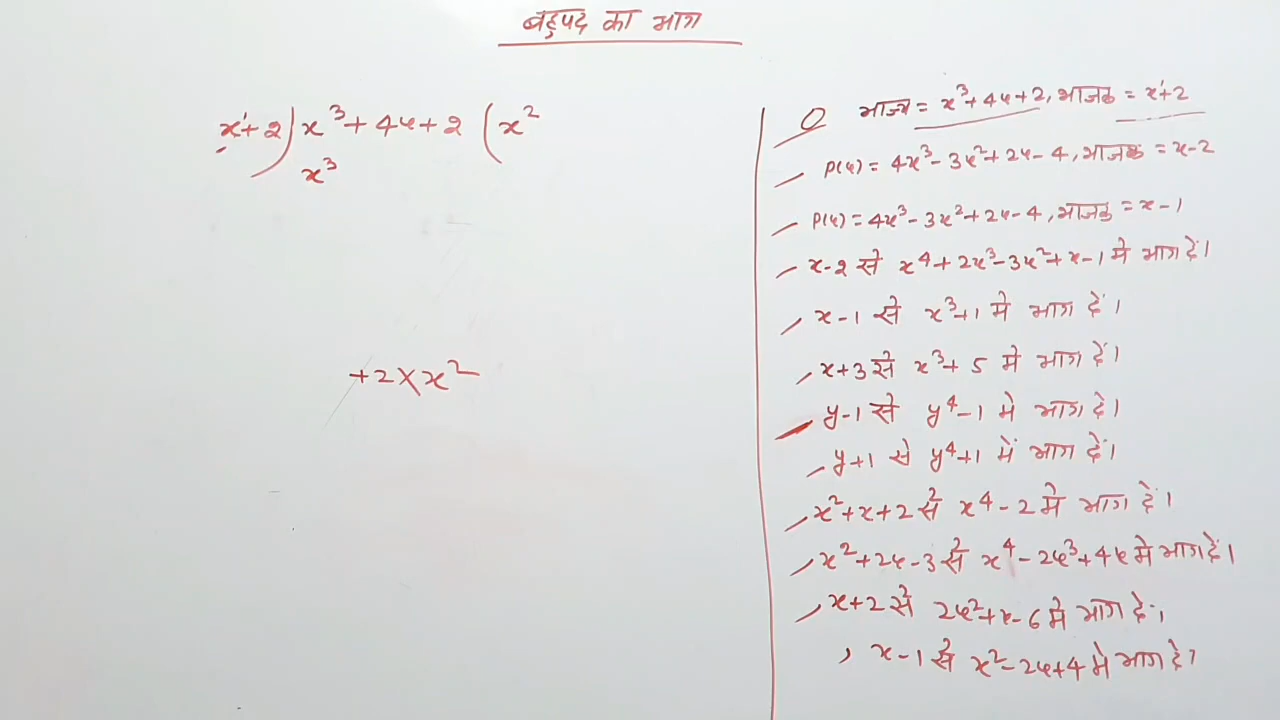 बहुपद का भाग
x¹+2)x³+4x+2(x²
x³
+2×x²
Q भाज्य = x³+4x+2, भाजक = x¹+2
P(x) = 4x³-3x²+2x-4, भाजक = x-2
P(x) = 4x³-3x²+2x-4, भाजक = x-1
x-2 से x⁴+2x³-3x²+x-1 मे भाग दें।
x-1 से x³+1 मे भाग दें।
x+3 से x³+5 मे भाग दें।
y-1 से y⁴-1 मे भाग दे।
y+1 से y⁴+1 में भाग दें।
x²+x+2 से x⁴-2 मे भाग दें।
x²+2x-3 से x⁴-2x³+4x मे भाग दें।
x+2 से 2x²+x-6 मे भाग दें।
, x-1 से x²-2x+4 मे भाग दे?